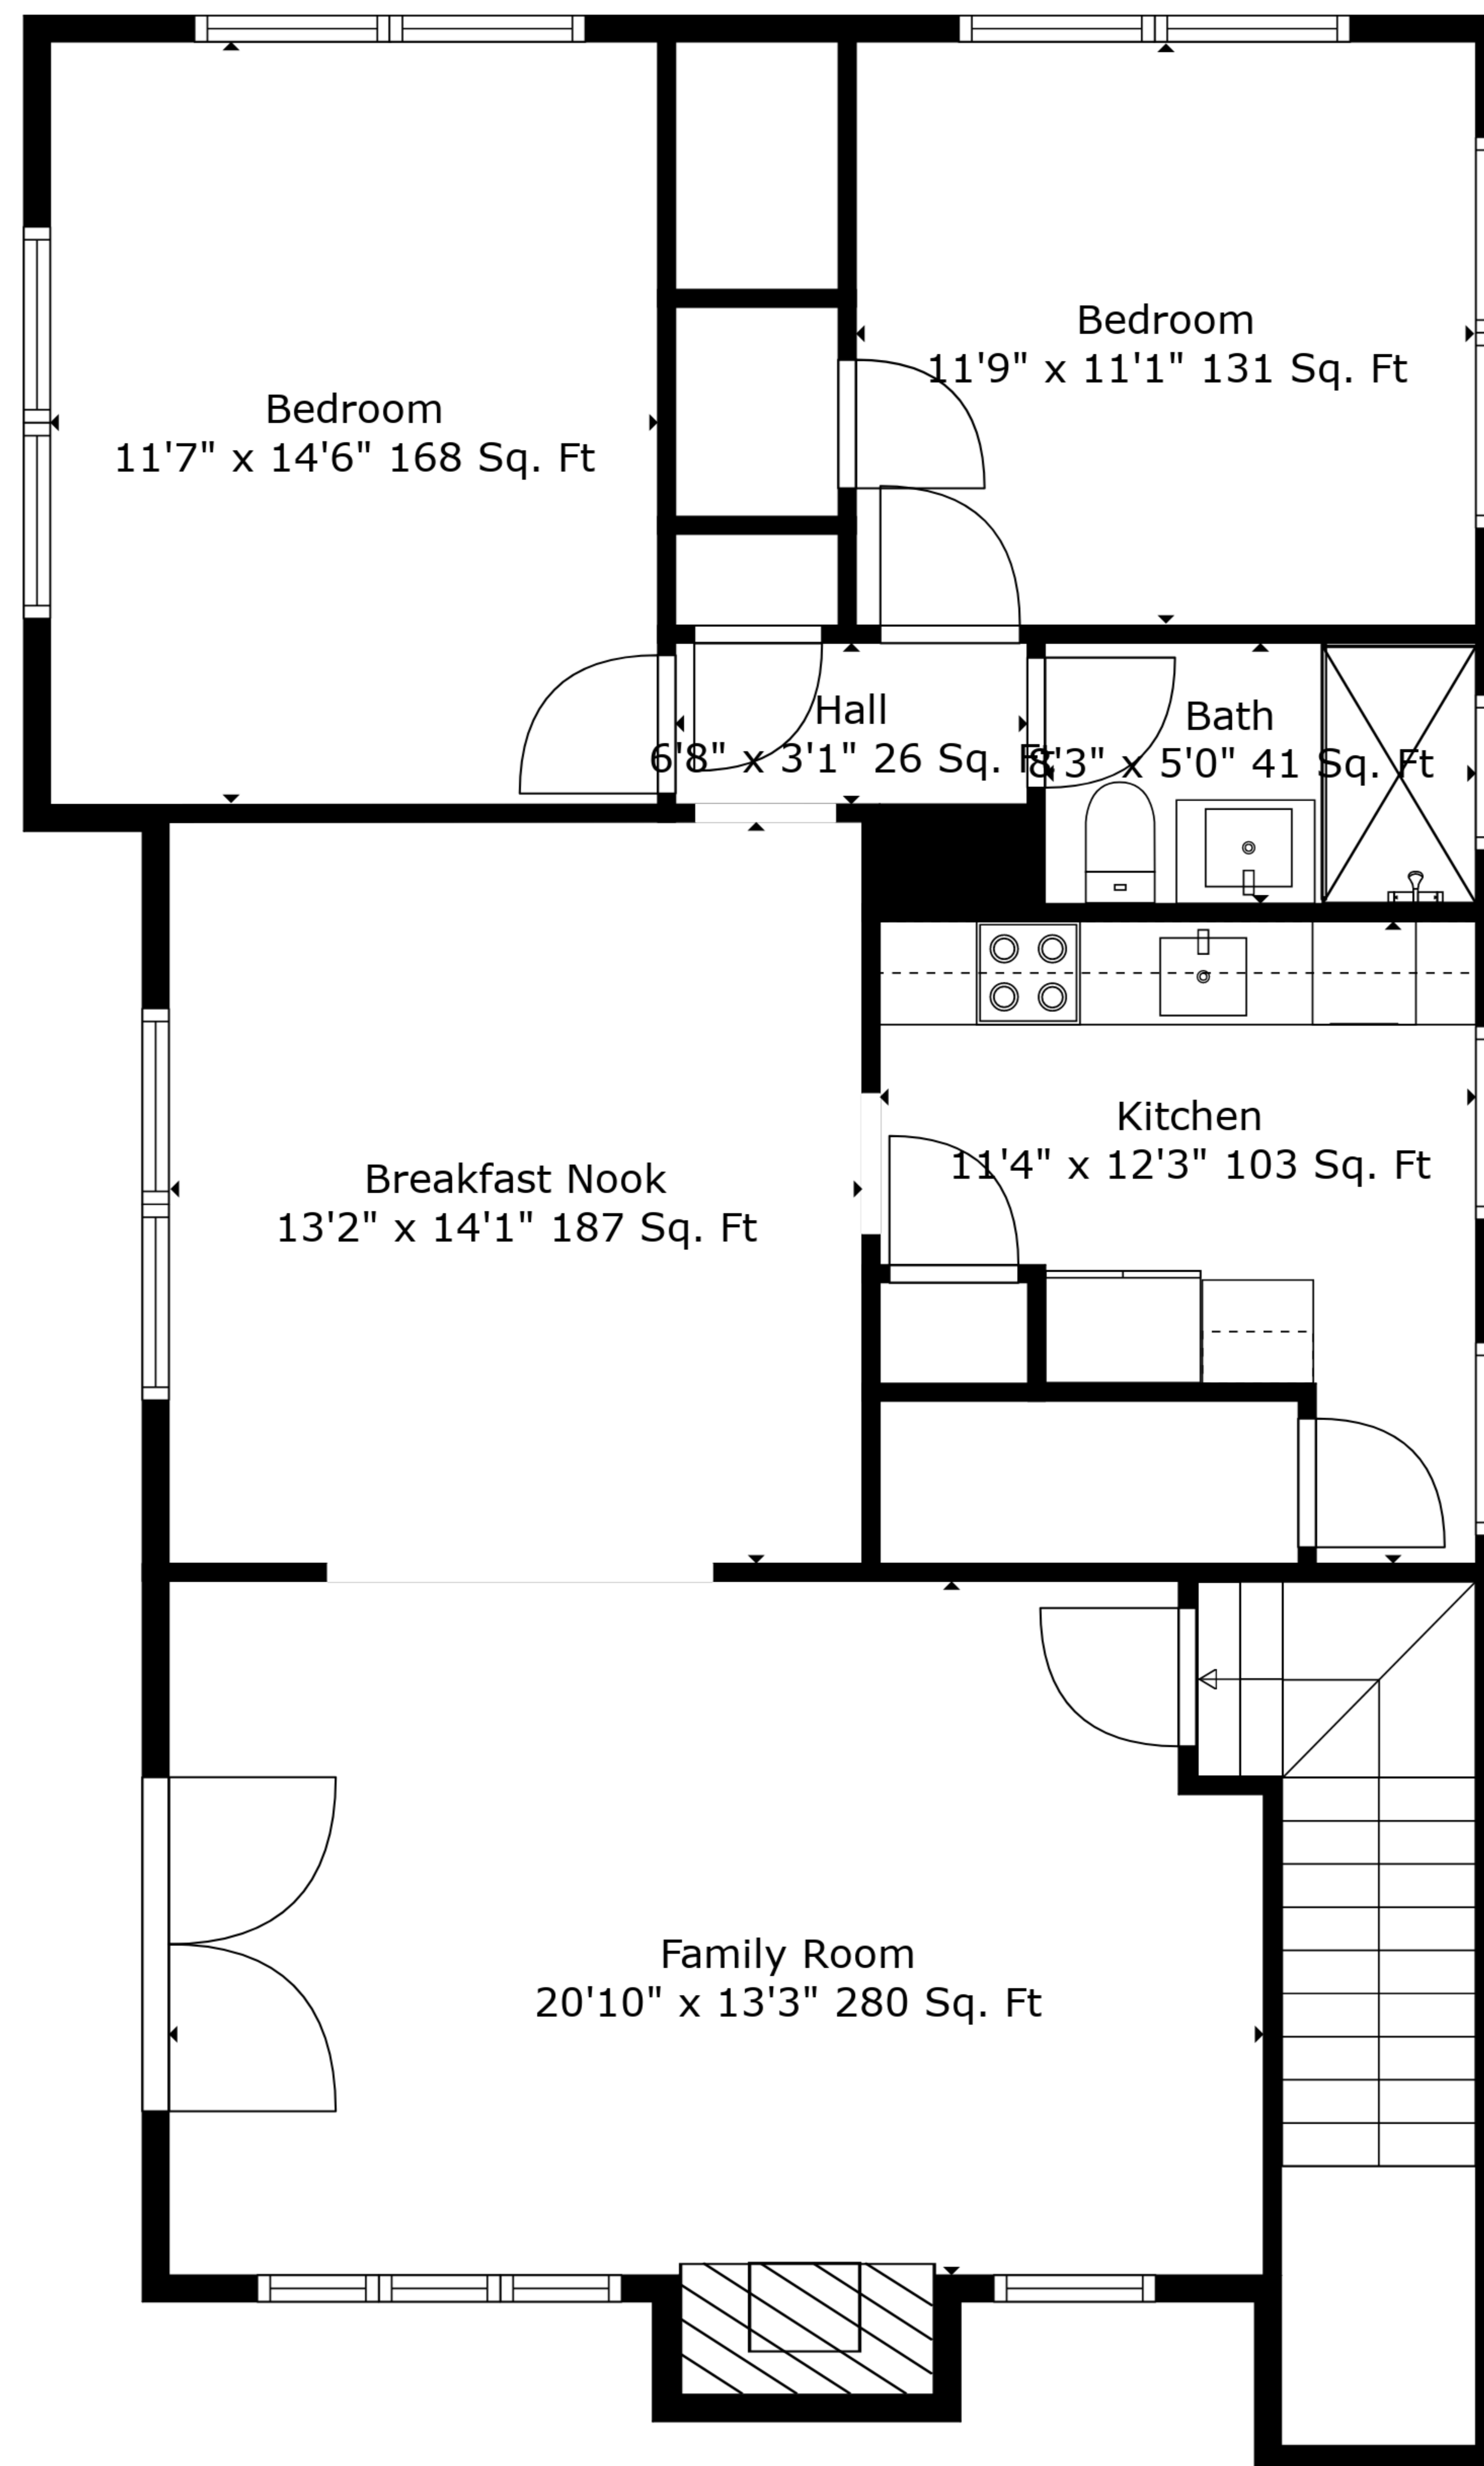 Bedroom
11'9" x 11'1" 131 Sq. Ft
Bedroom
11'7" x 14'6" 168 Sq. Ft
Hall
6'8" x 3'1" 26 Sq. Ft
Bath
8'3" x 5'0" 41 Sq. Ft
Kitchen
11'4" x 12'3" 103 Sq. Ft
Breakfast Nook
13'2" x 14'1" 187 Sq. Ft
Family Room
20'10" x 13'3" 280 Sq. Ft